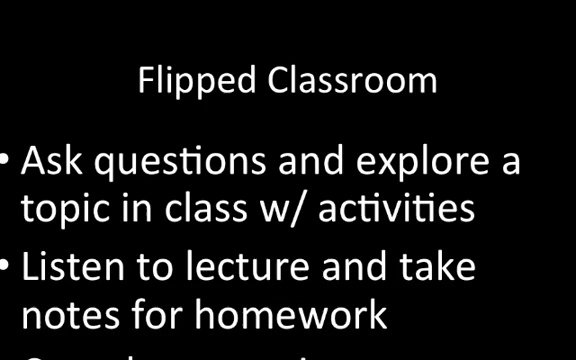 Flipped Classroom
• Ask questions and explore a
topic in class w/ activities
• Listen to lecture and take
notes for homework